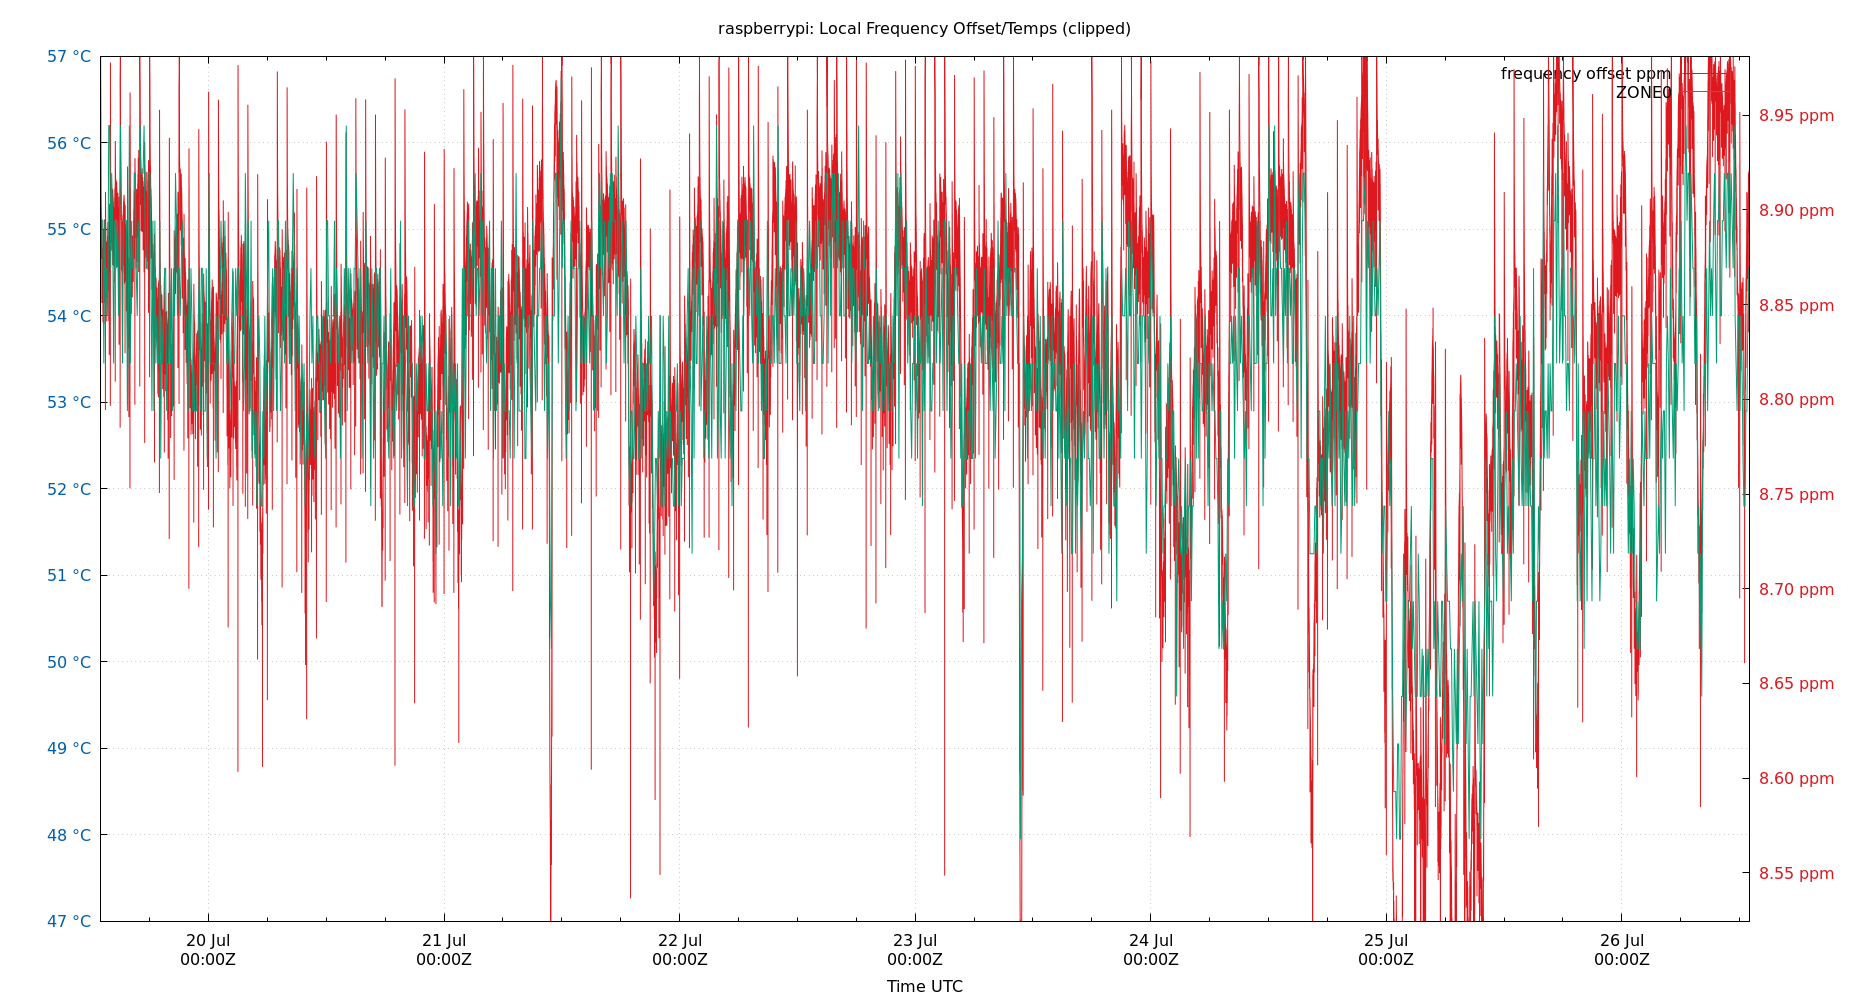 raspberrypi: Local Frequency Offset/Temps (clipped)
57 °C
56 °C
55 °C
54 °C
53 °C
52 °C
51 °C
50 °C
49 °C
48 °C
47 °C
frequency offset ppm
ZONE0
8.95 ppm
8.90 ppm
8.85 ppm
8.80 ppm
8.75 ppm
8.70 ppm
8.65 ppm
8.60 ppm
8.55 ppm
20 Jul
00:00Z
21 Jul
00:00Z
22 Jul
00:00Z
23 Jul
00:00Z
24 Jul
00:00Z
25 Jul
00:00Z
26 Jul
00:00Z
Time UTC